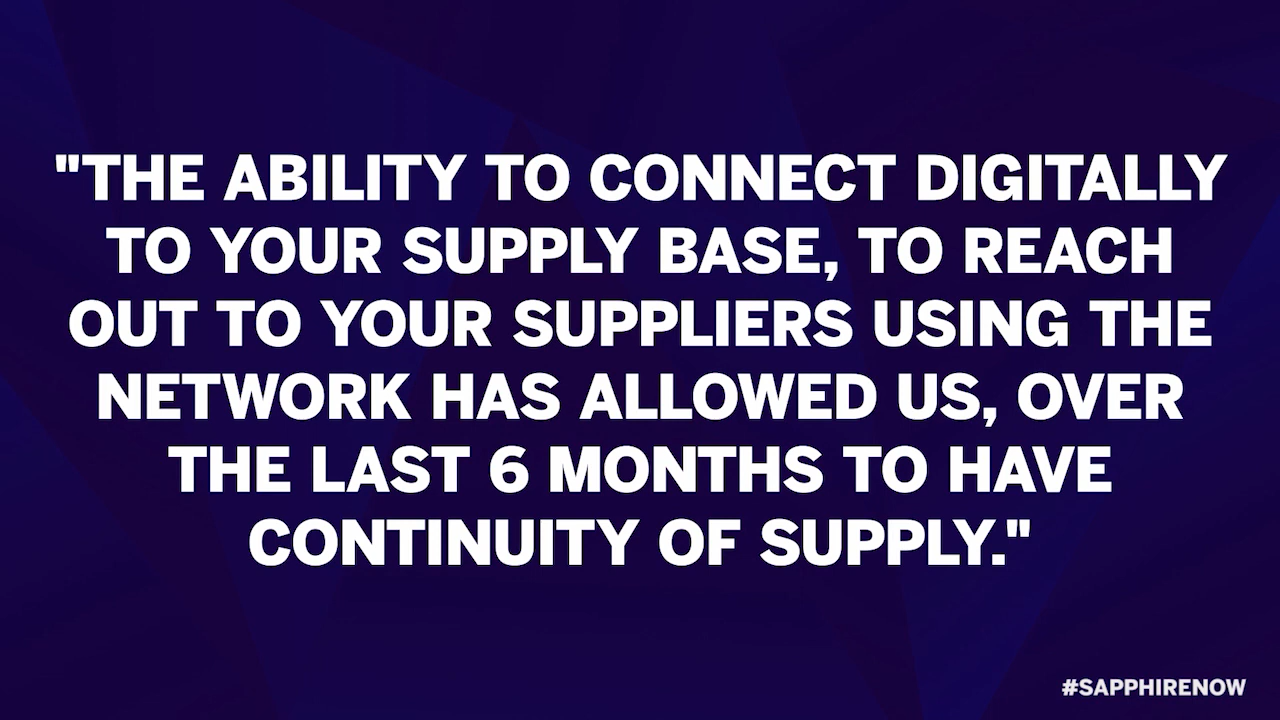 "THE ABILITY TO CONNECT DIGITALLY
TO YOUR SUPPLY BASE, TO REACH
OUT TO YOUR SUPPLIERS USING THE
NETWORK HAS ALLOWED US, OVER
THE LAST 6 MONTHS TO HAVE
CONTINUITY OF SUPPLY."
#SAPPHIRENOW